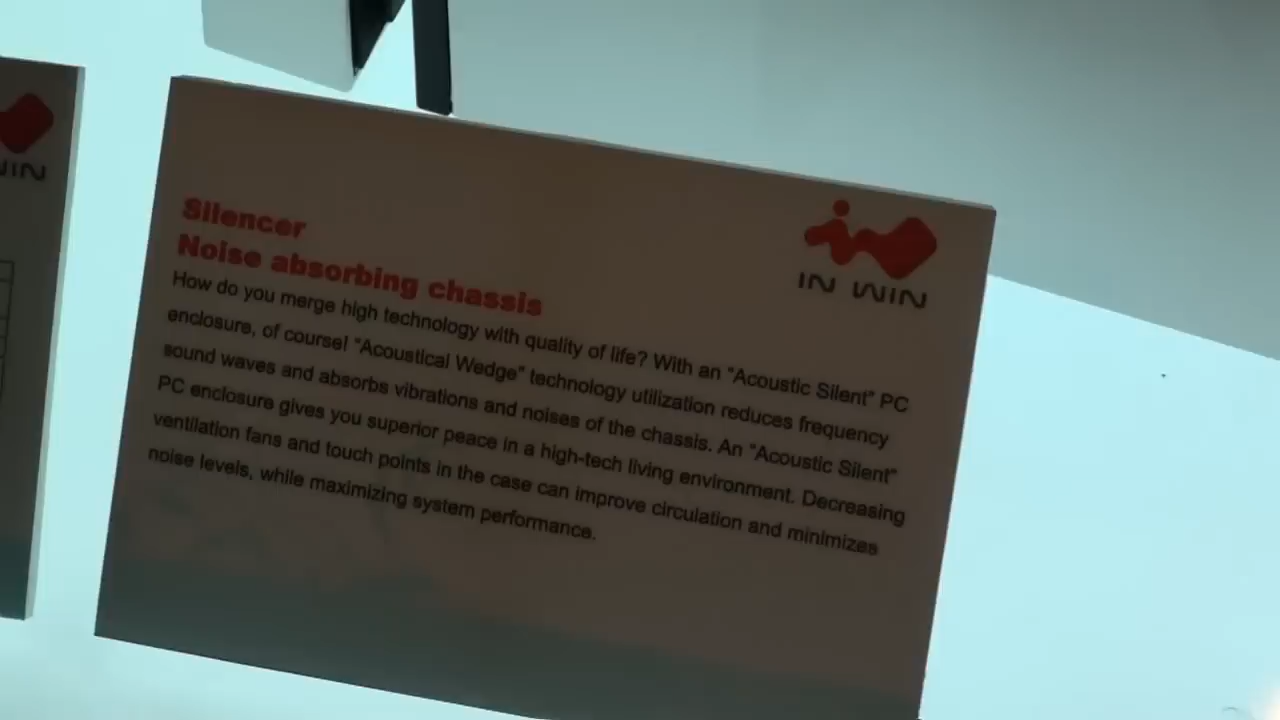 WIN
Silencer
Noise absorbing chassis
IN WIN
How do you merge high technology with quality of life? With an "Acoustic Silent" PC
enclosure, of course! "Acoustical Wedge" technology utilization reduces frequency
sound waves and absorbs vibrations and noises of the chassis. An "Acoustic Silent"
PC enclosure gives you superior peace in a high-tech living environment. Decreasing
ventilation fans and touch points in the case can improve circulation and minimizes
noise levels, while maximizing system performance.